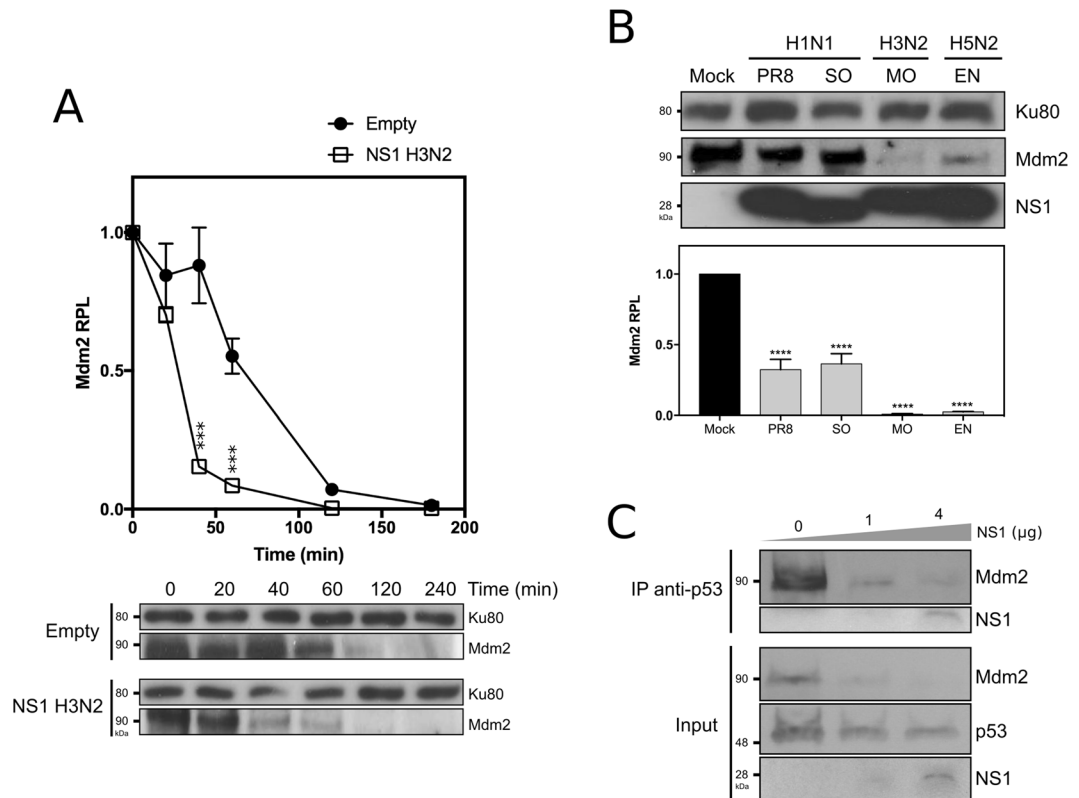 A
Empty
NS1 H3N2
Mdm2 RPL
1.0
0.5
0.0
***
***
0 50 100 150 200
Time (min)
0 20 40 60 120 240 Time (min)
Empty
80 Ku80
90 Mdm2
NS1 H3N2
80 Ku80
90 Mdm2
kDa
B
H1N1 H3N2 H5N2
Mock PR8 SO MO EN
80 Ku80
90 Mdm2
28 NS1
kDa
Mdm2 RPL
1.0
0.5
0.0
**** **** **** ****
Mock PR8 SO MO EN
C
0 1 4 NS1 (µg)
IP anti-p53
90 Mdm2
NS1
Input
90 Mdm2
p53
48
28 NS1
kDa